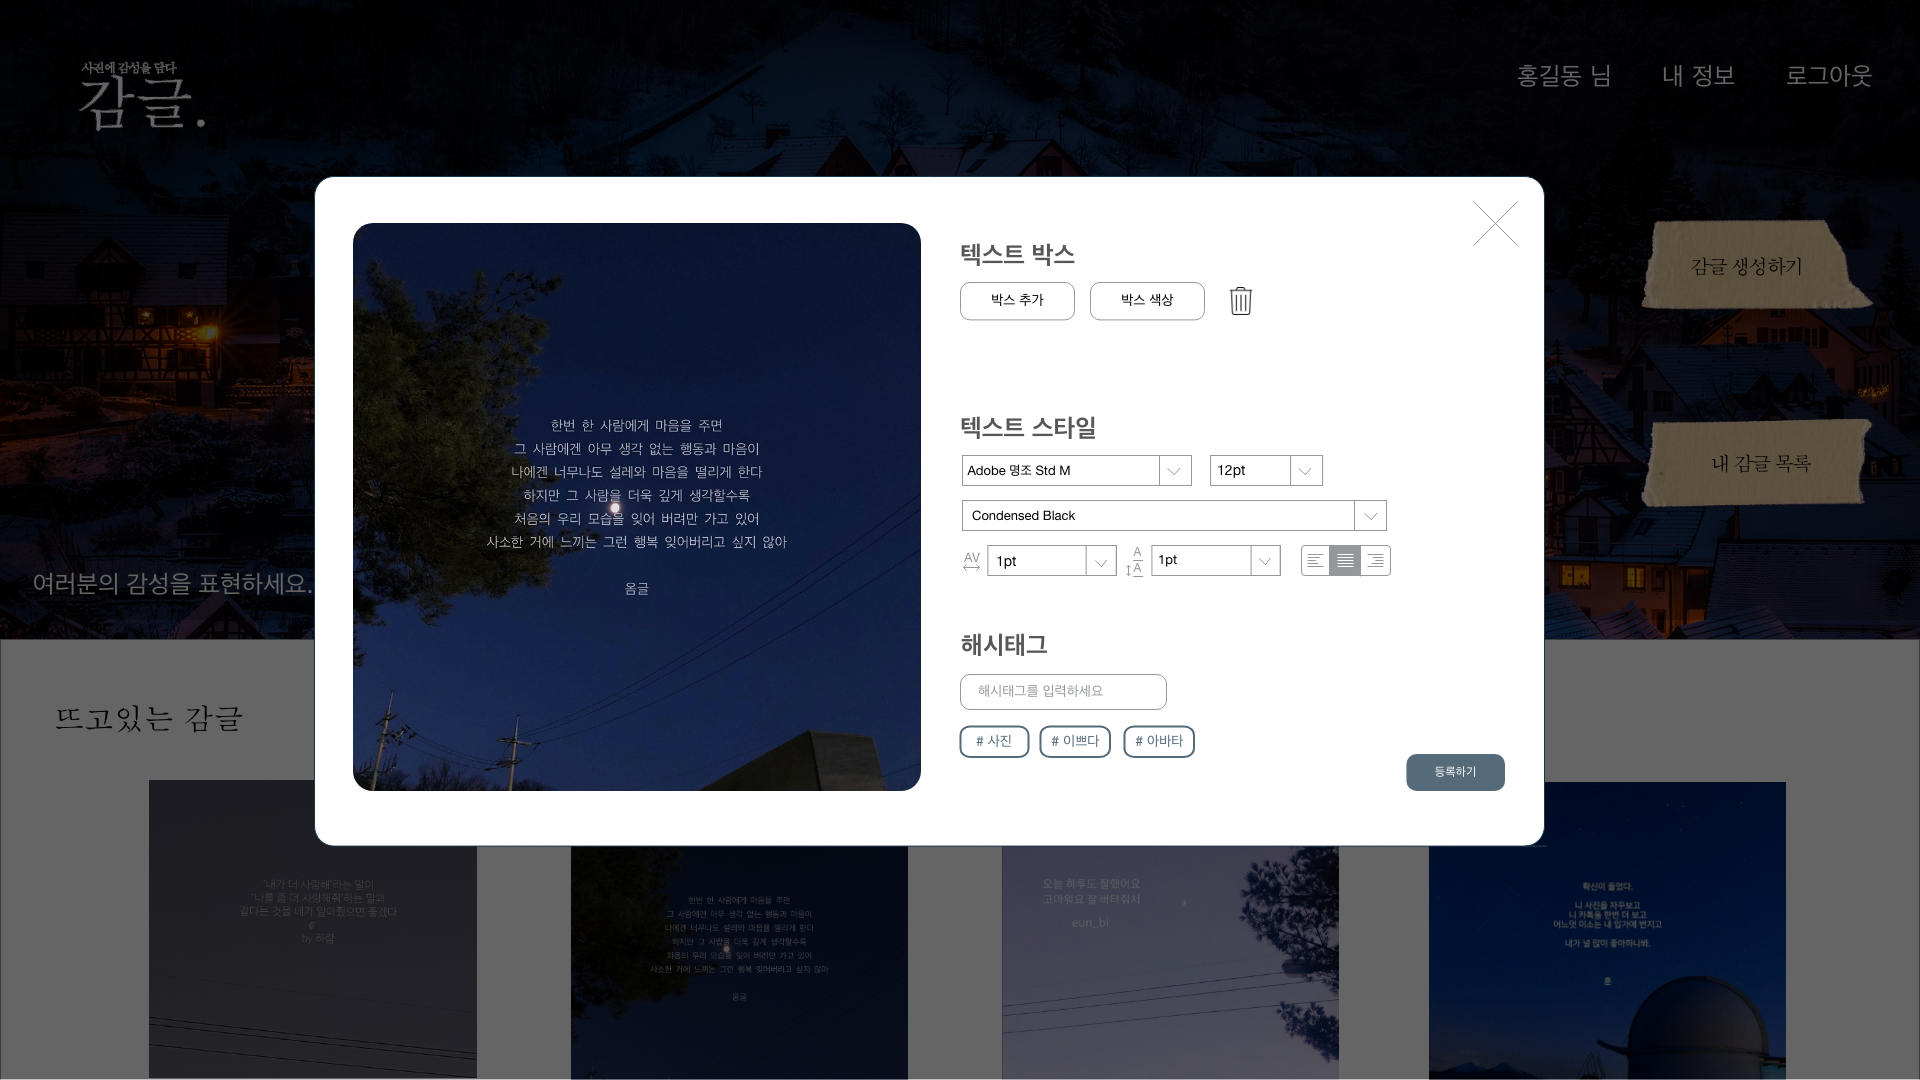 사진에 감성을 담다
감글.
홍길동 님
내 정보
로그아웃
감글 생성하기
내 감글 목록
여러분의 감성을 표현하세요.
한번 한 사람에게 마음을 주면
그 사람에겐 아무 생각 없는 행동과 마음이
나에겐 너무나도 설레와 마음을 떨리게 한다
하지만 그 사람을 더욱 깊게 생각할수록
처음의 우리 모습을 잊어 버려만 가고 있어
사소한 거에 느끼는 그런 행복 잊어버리고 싶지 않아
옴글
텍스트 박스
박스 추가
박스 색상
텍스트 스타일
Adobe 명조 Std M
12pt
Condensed Black
AV
1pt
A
A
1pt
해시태그
해시태그를 입력하세요
# 사진
# 이쁘다
# 아바타
등록하기
뜨고있는 감글
'내가 더 사랑해'라는 말이
'나를 좀 더 사랑해줘'하는 말과
같다는 것을 네가 알아줬으면 좋겠다
by 하람
한번 한 사람에게 마음을 주면
그 사람에겐 아무 생각 없는 행동과 마음이
나에겐 너무나도 설레와 마음을 떨리게 한다
하지만 그 사람을 더욱 깊게 생각할수록
처음의 우리 모습을 잊어 버려만 가고 있어
사소한 거에 느끼는 그런 행복 잊어버리고 싶지 않아
옴글
오늘 하루도 잘했어요
고마워요 잘 버텨줘서
eun_bi
확신이 들었다.
니 사진을 자꾸보고
니 카톡을 한번 더 보고
어느덧 미소는 내 입가에 번지고
내가 널 많이 좋아하나봐.
훈